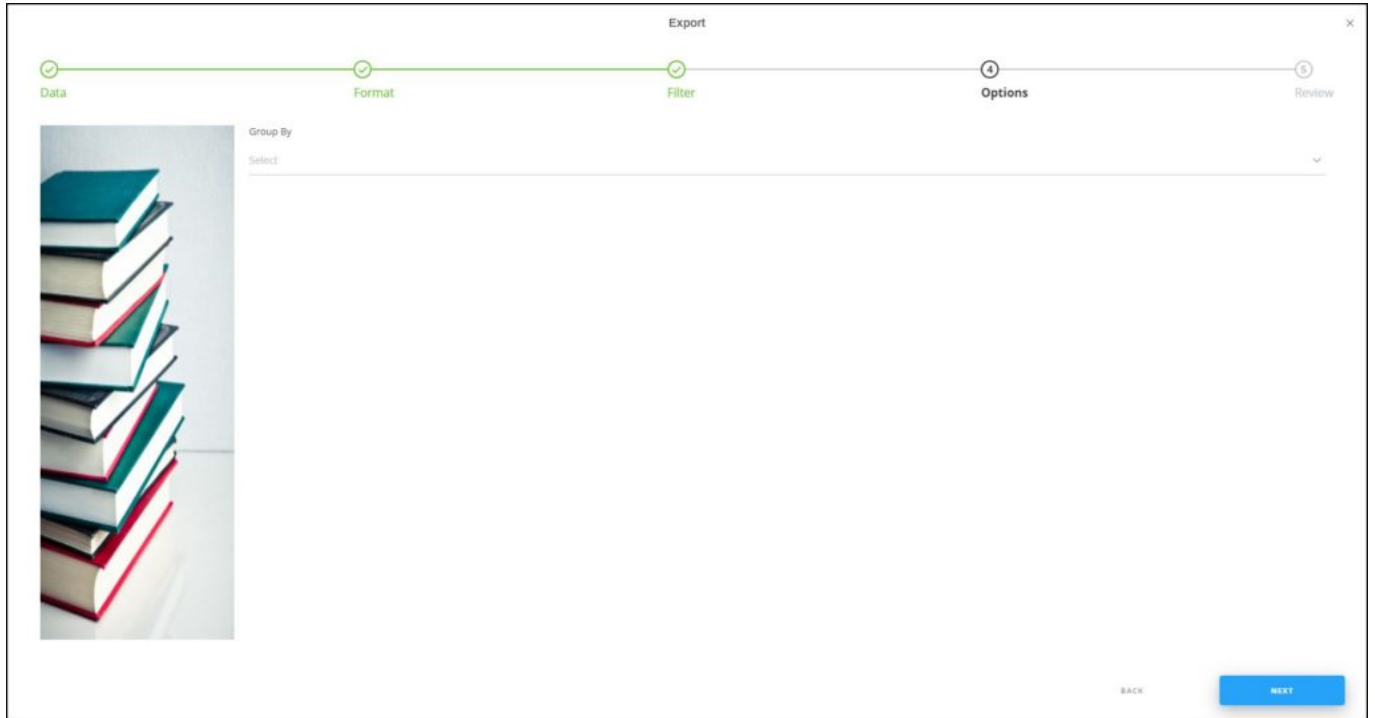 Export
4
5
Data
Format
Filter
Options
Review
Group By
Select
BACK
NEXT